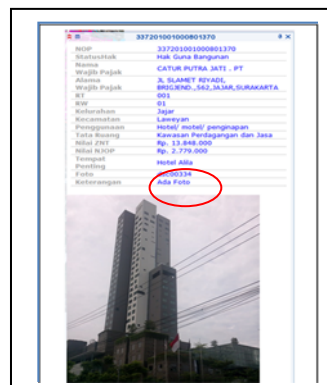 337201001000801370
NOP 337201001000801370
StatusHak Hak Guna Bangunan
Nama
Wajib Pajak CATUR PUTRA JATI . PT
Alama
Wajib Pajak JL SLAMET RIYADI, BRIGJEND.,562,JAJAR,SURAKARTA
RT 001
RW 01
Kelurahan Jajar
Kecamatan Laweyan
Penggunaan Hotel/ motel/ penginapan
Tata Ruang Kawasan Perdagangan dan Jasa
Nilai ZNT Rp. 13.848.000
Nilai NJOP Rp. 2.779.000
Tempat
Penting Hotel Alila
Foto DSC00334
Keterangan Ada Foto